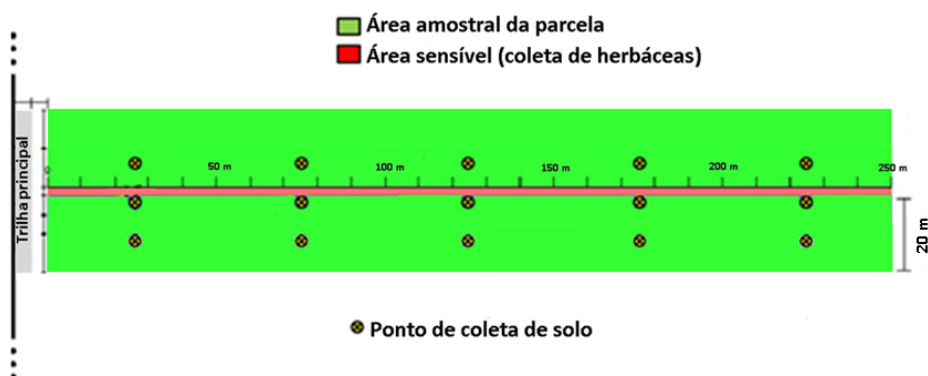 Área amostral da parcela
Área sensível (coleta de herbáceas)
Trilha principal
50 m
100 m
150 m
200 m
250 m
20 m
Ponto de coleta de solo